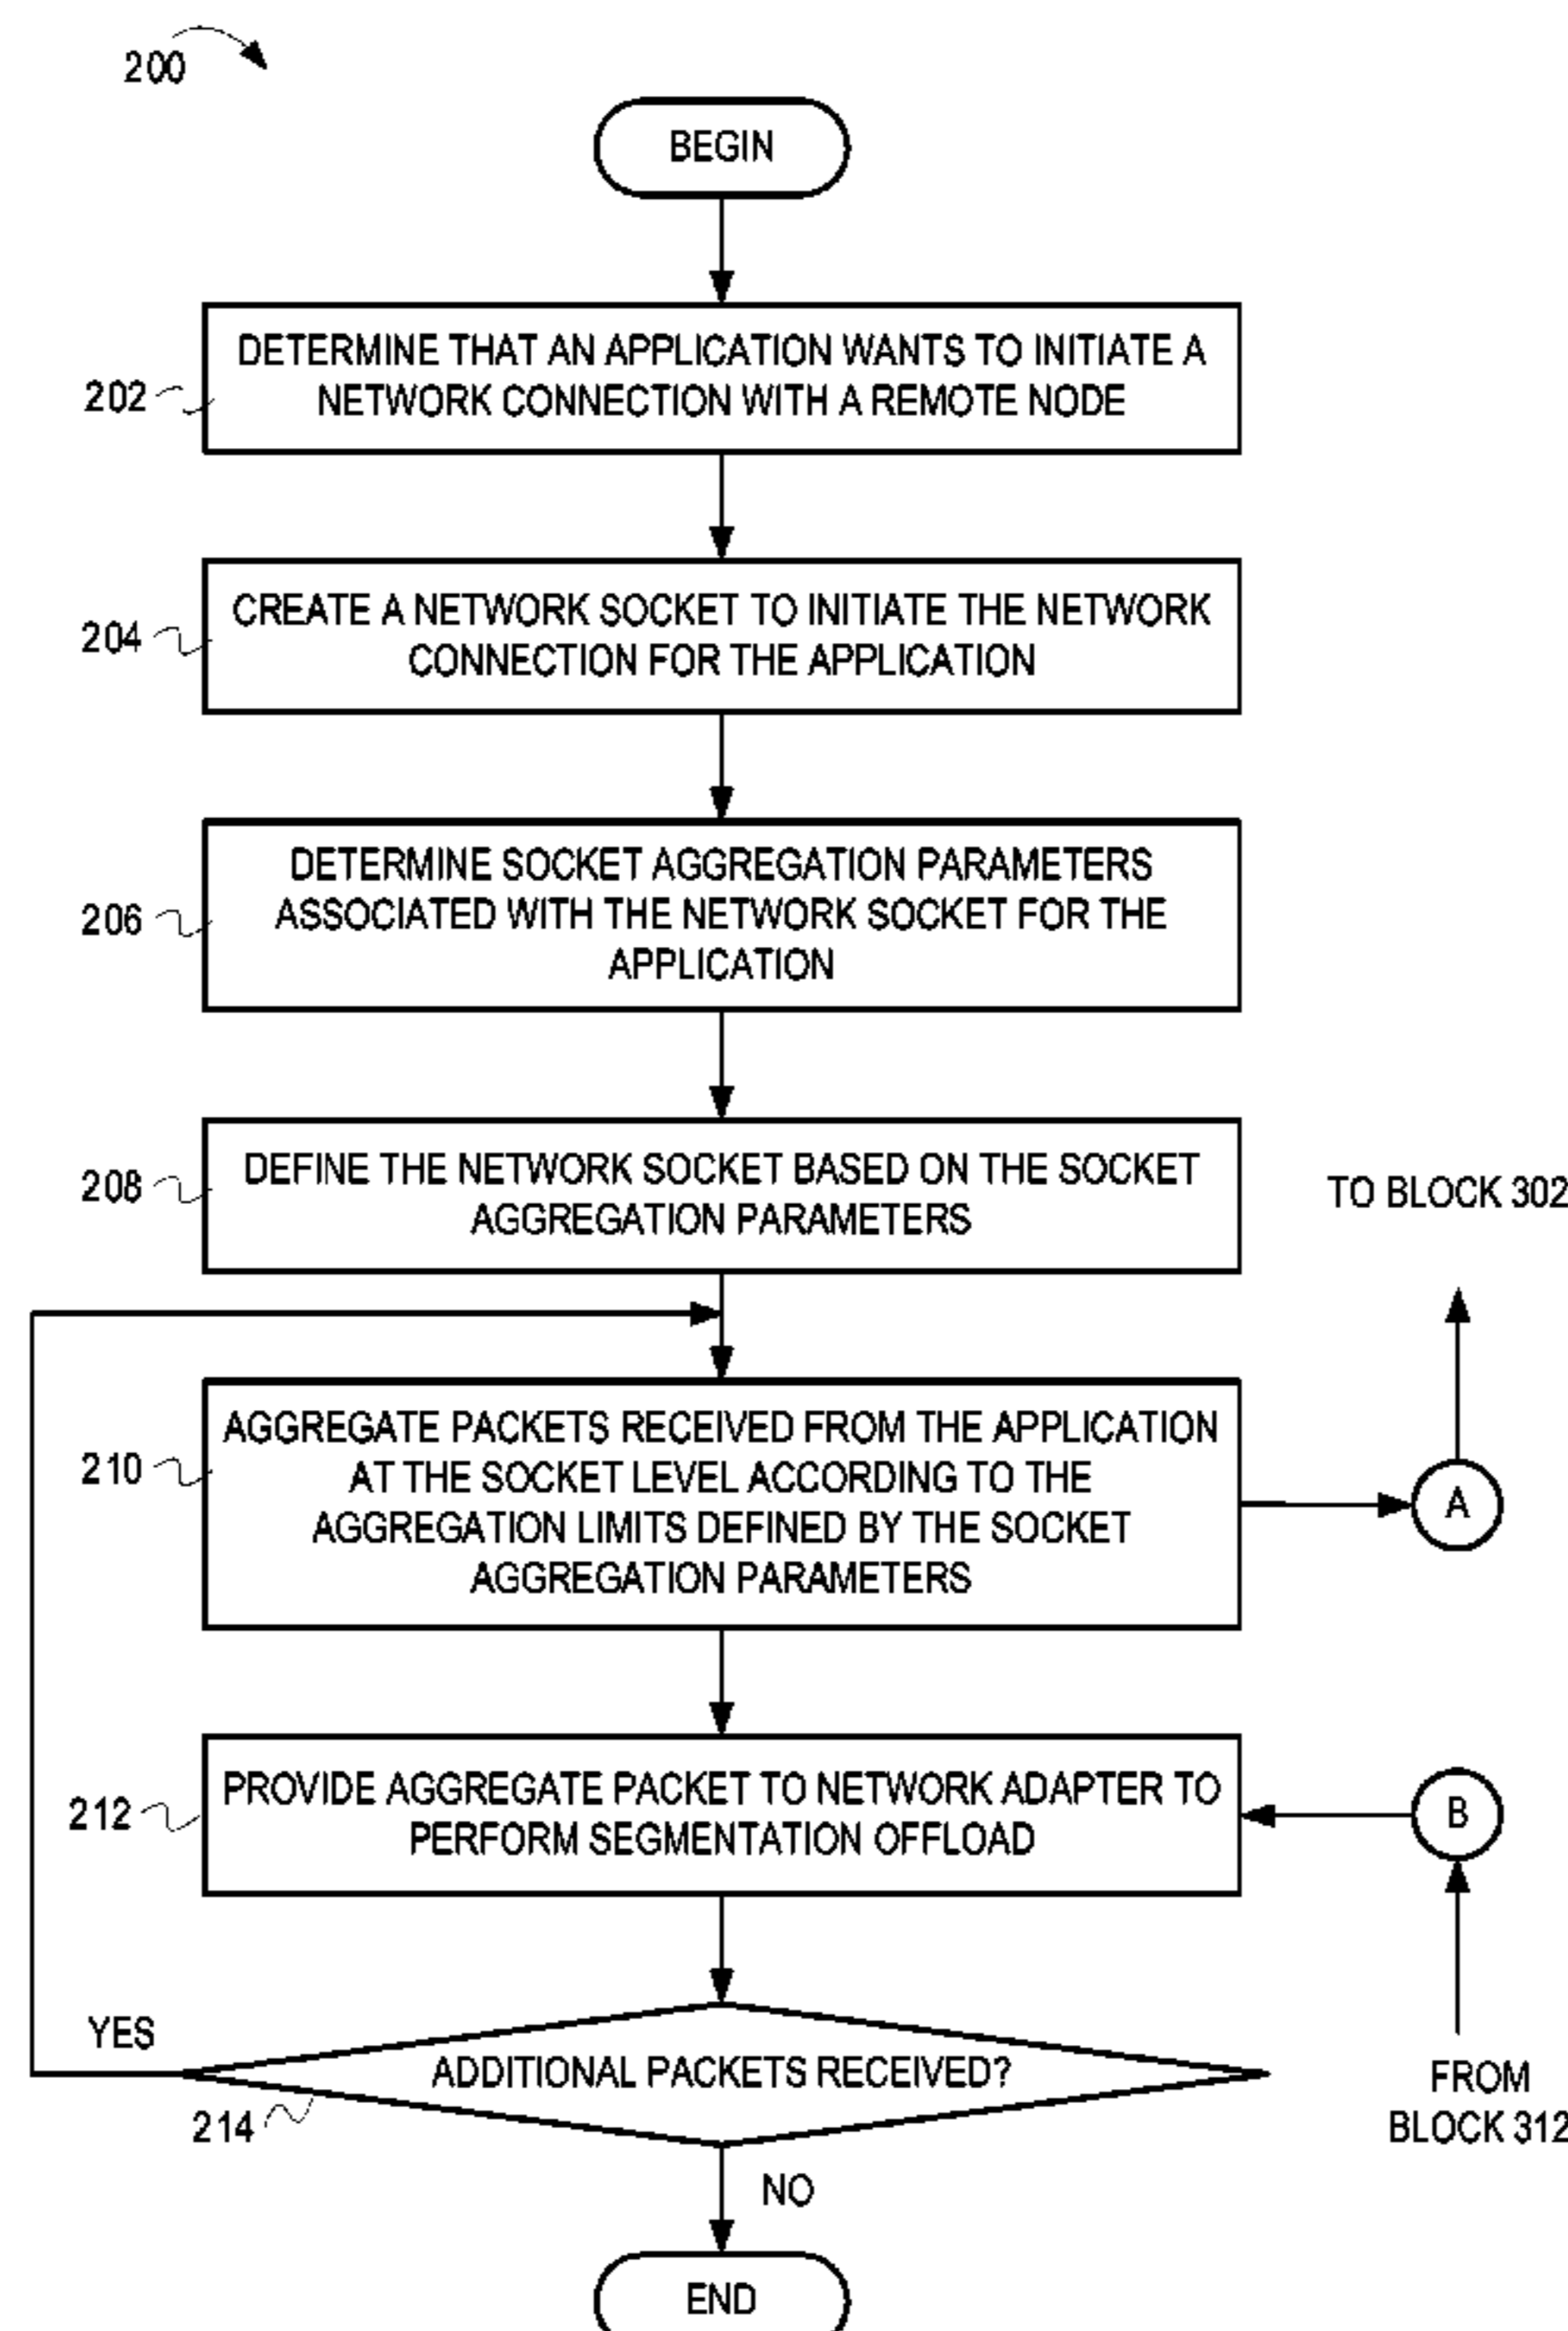 200
BEGIN
DETERMINE THAT AN APPLICATION WANTS TO INITIATE A
NETWORK CONNECTION WITH A REMOTE NODE
202
CREATE A NETWORK SOCKET TO INITIATE THE NETWORK
CONNECTION FOR THE APPLICATION
204
DETERMINE SOCKET AGGREGATION PARAMETERS
ASSOCIATED WITH THE NETWORK SOCKET FOR THE
APPLICATION
206
DEFINE THE NETWORK SOCKET BASED ON THE SOCKET
AGGREGATION PARAMETERS
208
TO BLOCK 302
AGGREGATE PACKETS RECEIVED FROM THE APPLICATION
AT THE SOCKET LEVEL ACCORDING TO THE
AGGREGATION LIMITS DEFINED BY THE SOCKET
AGGREGATION PARAMETERS
210
A
PROVIDE AGGREGATE PACKET TO NETWORK ADAPTER TO
PERFORM SEGMENTATION OFFLOAD
212
B
YES
ADDITIONAL PACKETS RECEIVED?
214
FROM
BLOCK 312
NO
END